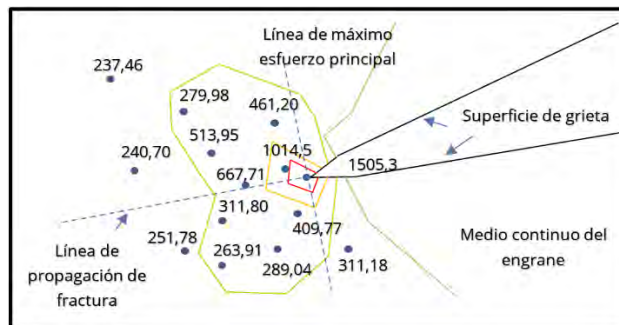 Línea de máximo
esfuerzo principal
237,46
279,98
461,20
Superficie de grieta
513,95
1014,5
1505,3
240,70
667,71
311,80
409,77
Línea de
propagación de
fractura
251,78
263,91
289,04
311,18
Medio continuo del
engrane